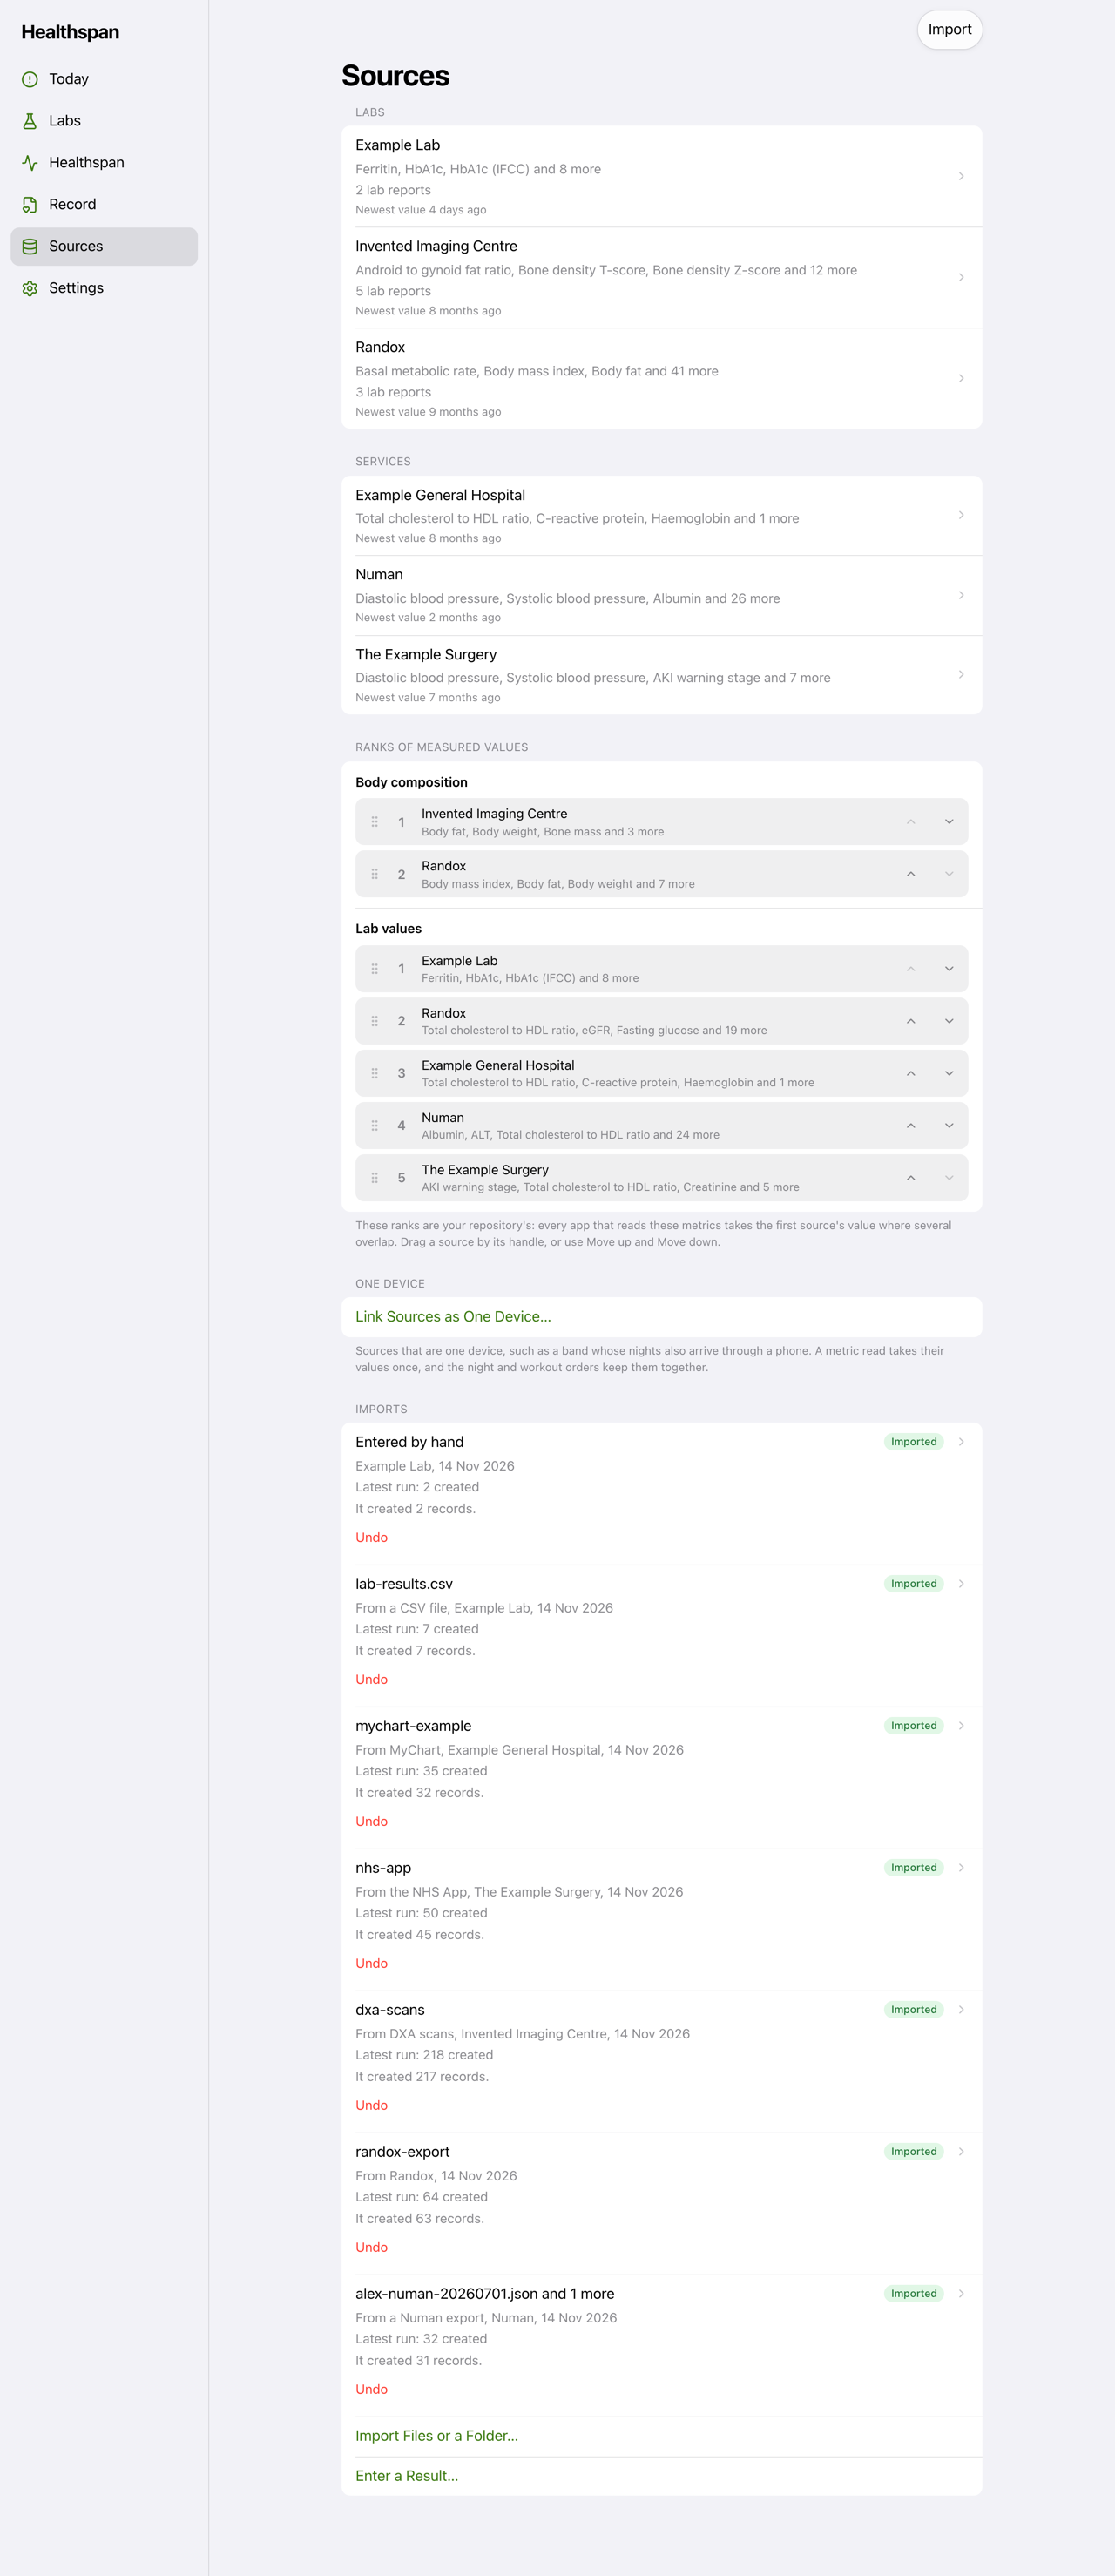 Healthspan
Today
Labs
Healthspan
Record
Sources
Settings
Import
Sources
LABS
Example Lab
Ferritin, HbA1c, HbA1c (IFCC) and 8 more
2 lab reports
Newest value 4 days ago
Invented Imaging Centre
Android to gynoid fat ratio, Bone density T-score, Bone density Z-score and 12 more
5 lab reports
Newest value 8 months ago
Randox
Basal metabolic rate, Body mass index, Body fat and 41 more
3 lab reports
Newest value 9 months ago
SERVICES
Example General Hospital
Total cholesterol to HDL ratio, C-reactive protein, Haemoglobin and 1 more
Newest value 8 months ago
Numan
Diastolic blood pressure, Systolic blood pressure, Albumin and 26 more
Newest value 2 months ago
The Example Surgery
Diastolic blood pressure, Systolic blood pressure, AKI warning stage and 7 more
Newest value 7 months ago
RANKS OF MEASURED VALUES
Body composition
1
Invented Imaging Centre
Body fat, Body weight, Bone mass and 3 more
2
Randox
Body mass index, Body fat, Body weight and 7 more
Lab values
1
Example Lab
Ferritin, HbA1c, HbA1c (IFCC) and 8 more
2
Randox
Total cholesterol to HDL ratio, eGFR, Fasting glucose and 19 more
3
Example General Hospital
Total cholesterol to HDL ratio, C-reactive protein, Haemoglobin and 1 more
4
Numan
Albumin, ALT, Total cholesterol to HDL ratio and 24 more
5
The Example Surgery
AKI warning stage, Total cholesterol to HDL ratio, Creatinine and 5 more
These ranks are your repository's: every app that reads these metrics takes the first source's value where several
overlap. Drag a source by its handle, or use Move up and Move down.
ONE DEVICE
Link Sources as One Device...
Sources that are one device, such as a band whose nights also arrive through a phone. A metric read takes their
values once, and the night and workout orders keep them together.
IMPORTS
Entered by hand
Imported
Example Lab, 14 Nov 2026
Latest run: 2 created
It created 2 records.
Undo
lab-results.csv
Imported
From a CSV file, Example Lab, 14 Nov 2026
Latest run: 7 created
It created 7 records.
Undo
mychart-example
Imported
From MyChart, Example General Hospital, 14 Nov 2026
Latest run: 35 created
It created 32 records.
Undo
nhs-app
Imported
From the NHS App, The Example Surgery, 14 Nov 2026
Latest run: 50 created
It created 45 records.
Undo
dxa-scans
Imported
From DXA scans, Invented Imaging Centre, 14 Nov 2026
Latest run: 218 created
It created 217 records.
Undo
randox-export
Imported
From Randox, 14 Nov 2026
Latest run: 64 created
It created 63 records.
Undo
alex-numan-20260701.json and 1 more
Imported
From a Numan export, Numan, 14 Nov 2026
Latest run: 32 created
It created 31 records.
Undo
Import Files or a Folder...
Enter a Result...